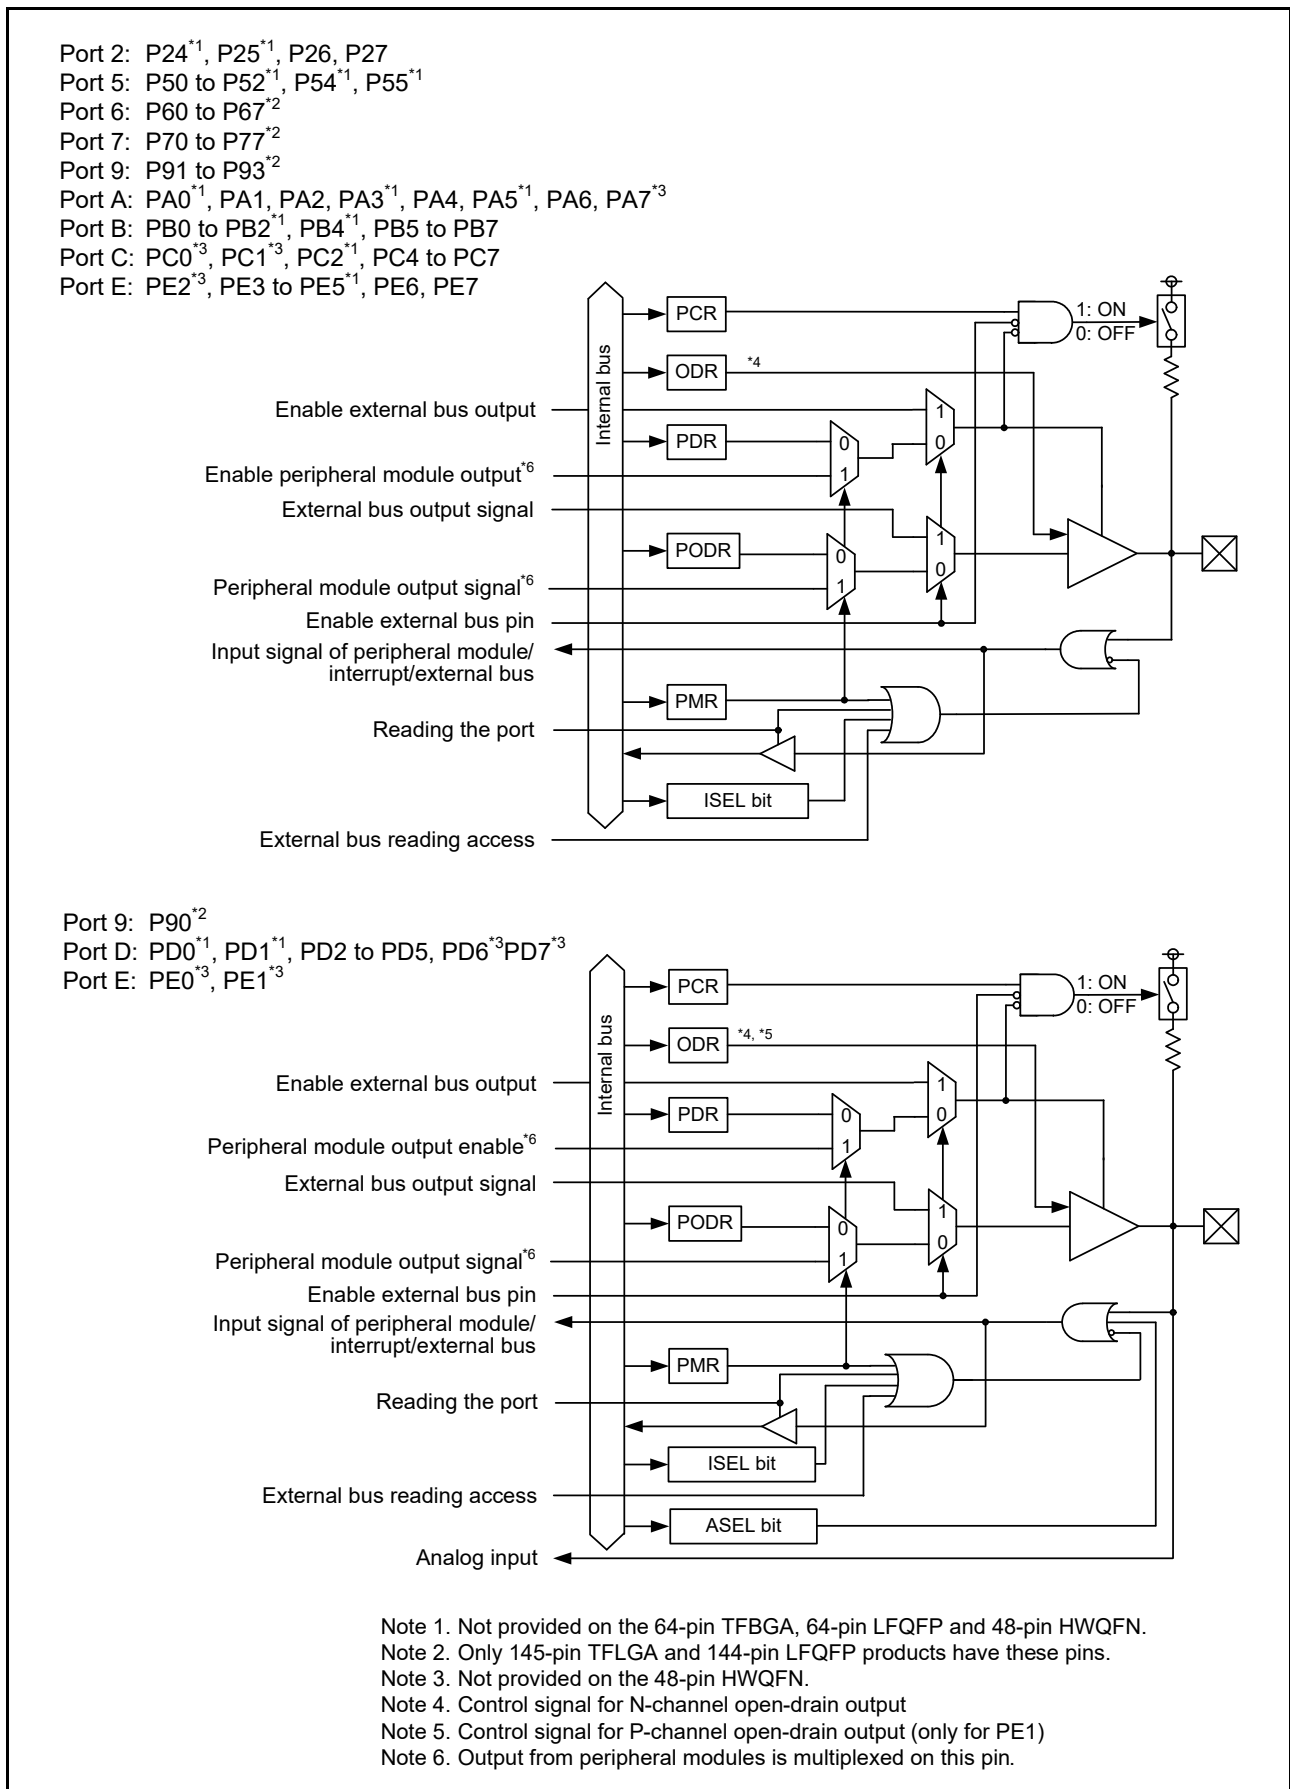 Port 2: P24*1, P25*1, P26, P27
Port 5: P50 to P52*1, P54*1, P55*1
Port 6: P60 to P67*2
Port 7: P70 to P77*2
Port 9: P91 to P93*2
Port A: PA0*1, PA1, PA2, PA3*1, PA4, PA5*1, PA6, PA7*3
Port B: PB0 to PB2*1, PB4*1, PB5 to PB7
Port C: PC0*3, PC1*3, PC2*1, PC4 to PC7
Port E: PE2*3, PE3 to PE5*1, PE6, PE7
Internal bus
PCR
1: ON
0: OFF
ODR
*4
Enable external bus output
1
PDR
0
0
Enable peripheral module output*6
1
External bus output signal
1
PODR
0
0
Peripheral module output signal*6
1
Enable external bus pin
Input signal of peripheral module/
interrupt/external bus
PMR
Reading the port
ISEL bit
External bus reading access
Port 9: P90*2
Port D: PD0*1, PD1*1, PD2 to PD5, PD6*3PD7*3
Port E: PE0*3, PE1*3
Internal bus
PCR
1: ON
0: OFF
ODR
*4, *5
Enable external bus output
1
PDR
0
0
Peripheral module output enable*6
1
External bus output signal
1
PODR
0
0
Peripheral module output signal*6
1
Enable external bus pin
Input signal of peripheral module/
interrupt/external bus
PMR
Reading the port
ISEL bit
External bus reading access
ASEL bit
Analog input
Note 1. Not provided on the 64-pin TFBGA, 64-pin LFQFP and 48-pin HWQFN.
Note 2. Only 145-pin TFLGA and 144-pin LFQFP products have these pins.
Note 3. Not provided on the 48-pin HWQFN.
Note 4. Control signal for N-channel open-drain output
Note 5. Control signal for P-channel open-drain output (only for PE1)
Note 6. Output from peripheral modules is multiplexed on this pin.